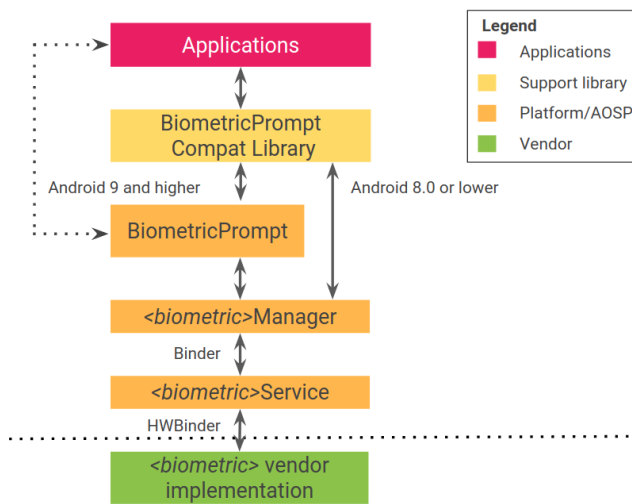 Applications
BiometricPrompt
Compat Library
Android 9 and higher
Android 8.0 or lower
BiometricPrompt
<biometric>Manager
Binder
<biometric>Service
HWBinder
<biometric> vendor
implementation
Legend
Applications
Support library
Platform/AOSP
Vendor